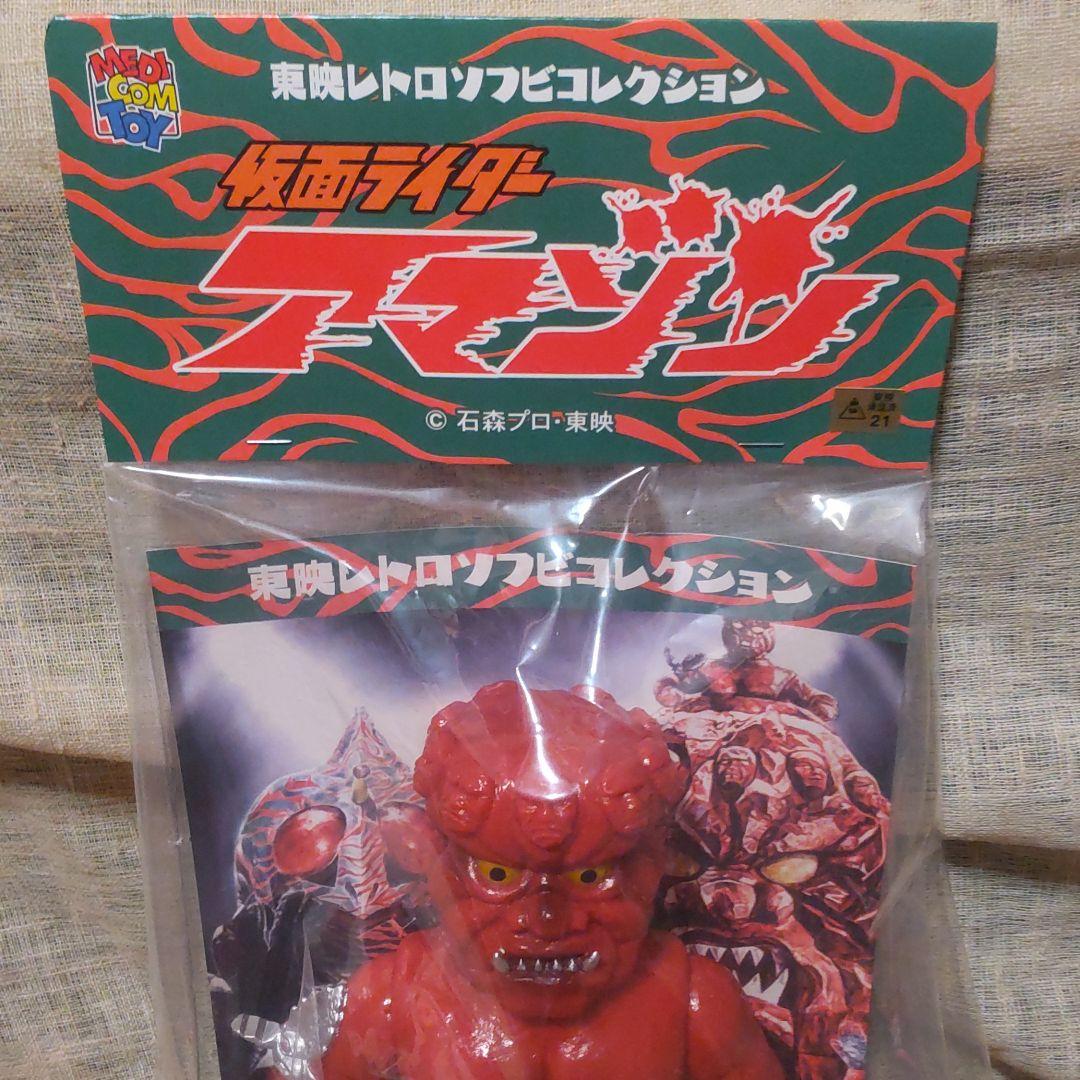 MEDI
COM
TOY
東映レトロソフビコレクション
仮面ライダー
アマゾン
© 石森プロ・東映
21
東映レトロソフビコレクション